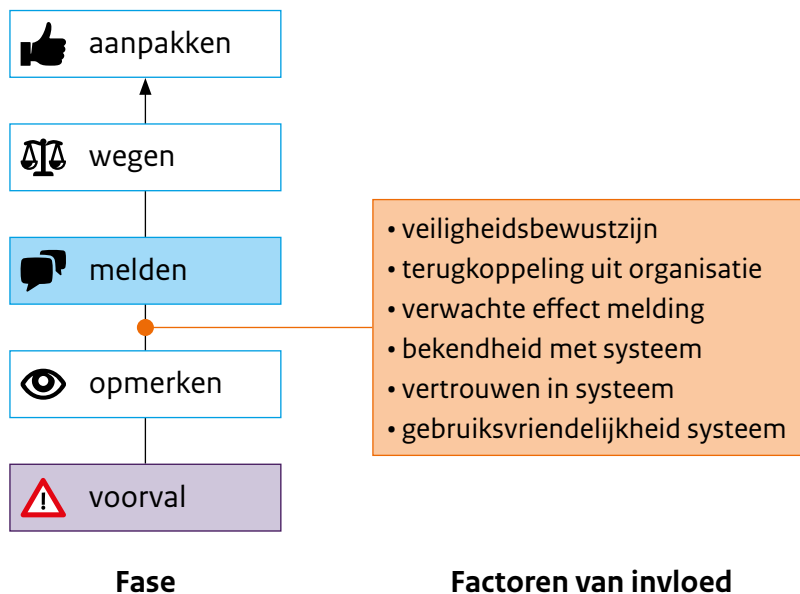 aanpakken
wegen
melden
opmerken
voorval
• veiligheidsbewustzijn
• terugkoppeling uit organisatie
• verwachte effect melding
• bekendheid met systeem
• vertrouwen in systeem
• gebruiksvriendelijkheid systeem
Fase
Factoren van invloed